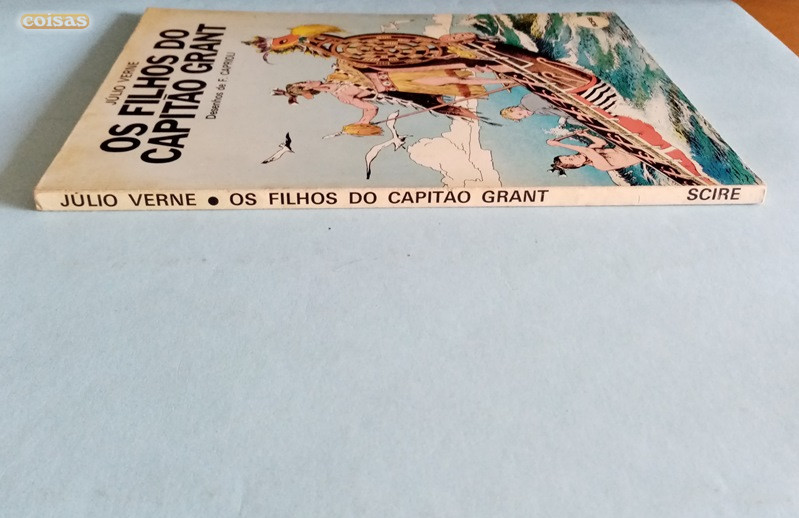 coisas
JÚLIO VERNE
OS FILHOS DO
CAPITÃO GRANT
Desenhos de F. CAPRIOLI
JÚLIO VERNE • OS FILHOS DO CAPITÃO GRANT SCIRE